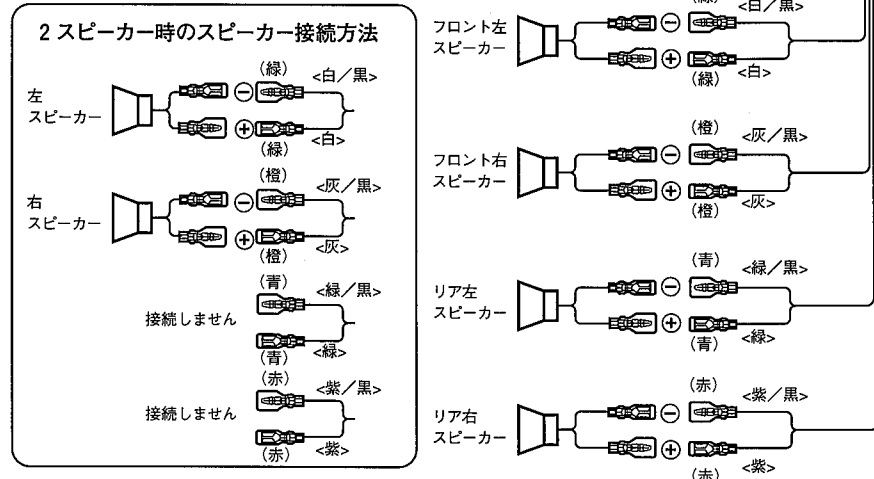 2 スピーカー時のスピーカー接続方法
左
スピーカー
(緑)
<白／黒>
⊖
⊕
(緑)
<白>
右
スピーカー
(橙)
<灰／黒>
⊖
⊕
(橙)
<灰>
接続しません
(青)
<緑／黒>
(青)
<緑>
接続しません
(赤)
<紫／黒>
(赤)
<紫>
フロント左
スピーカー
(緑)
<白／黒>
⊖
⊕
(緑)
<白>
フロント右
スピーカー
(橙)
<灰／黒>
⊖
⊕
(橙)
<灰>
リア左
スピーカー
(青)
<緑／黒>
⊖
⊕
(青)
<緑>
リア右
スピーカー
(赤)
<紫／黒>
⊖
⊕
(赤)
<紫>